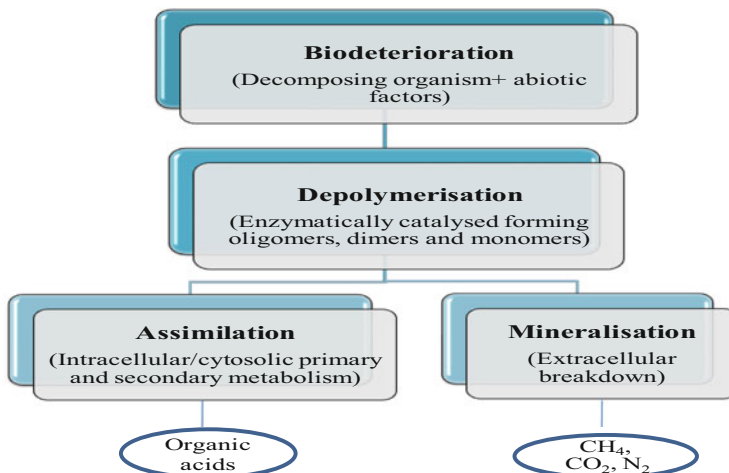 Biodeterioration
(Decomposing organism+ abiotic
factors)
Depolymerisation
(Enzymatically catalysed forming
oligomers, dimers and monomers)
Assimilation
(Intracellular/cytosolic primary
and secondary metabolism)
Mineralisation
(Extracellular
breakdown)
Organic
acids
CH₄,
CO₂, N₂